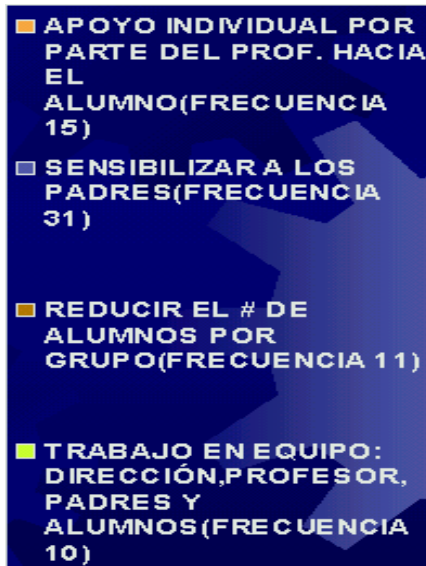 APOYO INDIVIDUAL POR
PARTE DEL PROF. HACIA
EL
ALUMNO(FRECUENCIA
15)
SENSIBILIZAR A LOS
PADRES(FRECUENCIA
31)
REDUCIR EL # DE
ALUMNOS POR
GRUPO(FRECUENCIA 11)
TRABAJO EN EQUIPO:
DIRECCIÓN,PROFESOR,
PADRES Y
ALUMNOS(FRECUENCIA
10)